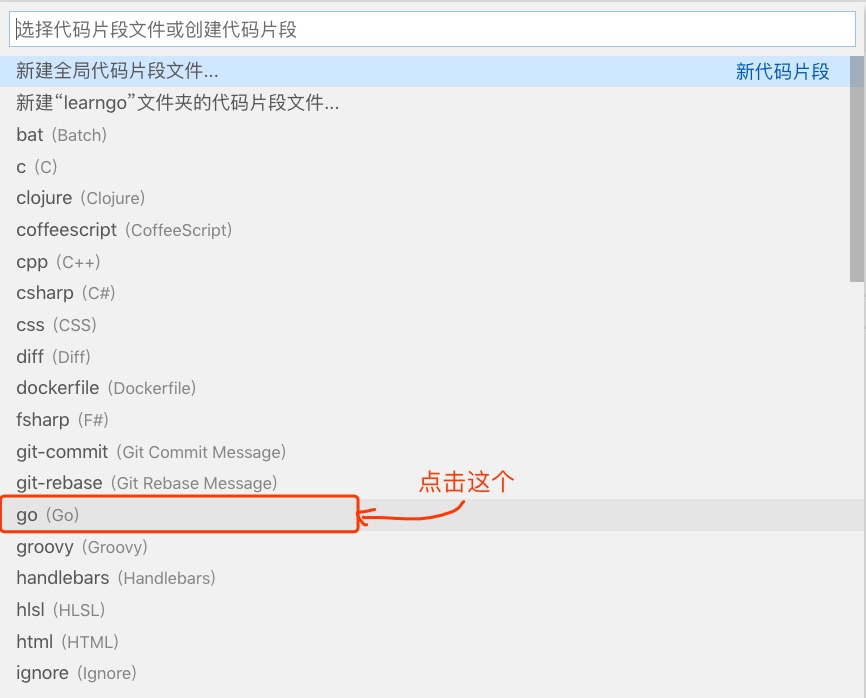 选择代码片段文件或创建代码片段
新建全局代码片段文件... 新代码片段
新建“learngo”文件夹的代码片段文件...
bat (Batch)
c (C)
clojure (Clojure)
coffeescript (CoffeeScript)
cpp (C++)
csharp (C#)
css (CSS)
diff (Diff)
dockerfile (Dockerfile)
fsharp (F#)
git-commit (Git Commit Message)
git-rebase (Git Rebase Message)
点击这个
go (Go)
groovy (Groovy)
handlebars (Handlebars)
hlsl (HLSL)
html (HTML)
ignore (Ignore)